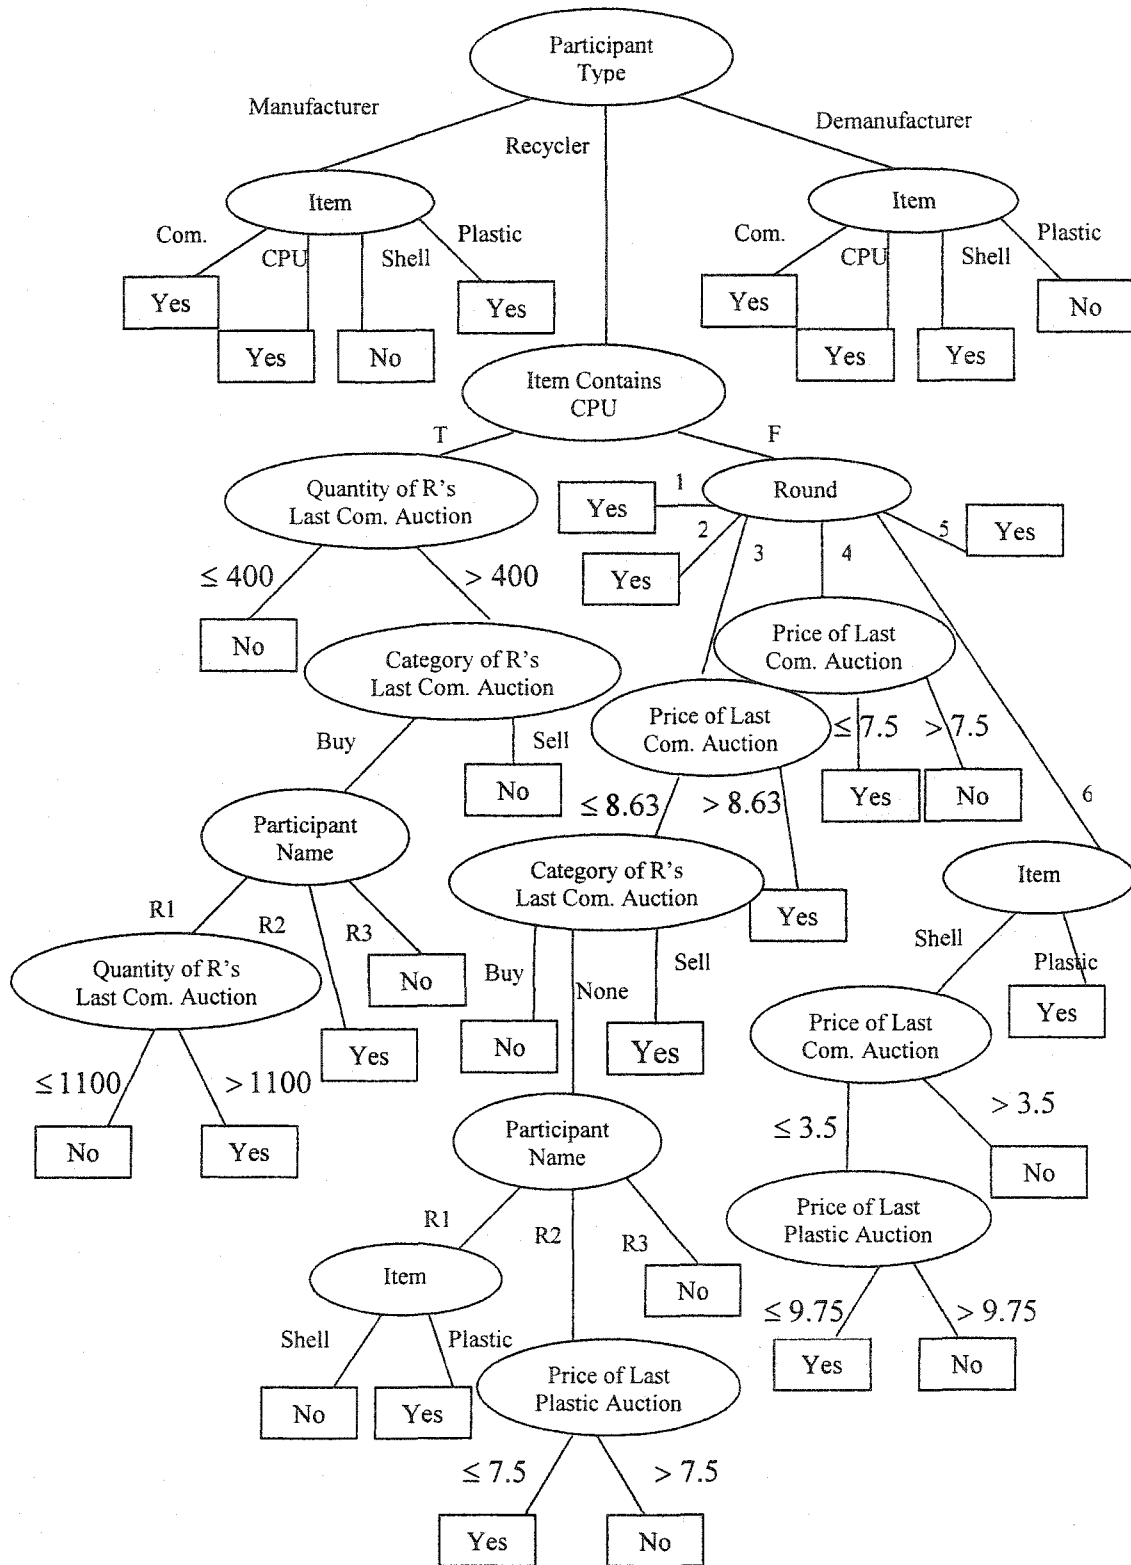 Participant
Type
Manufacturer
Recycler
Demanufacturer
Item
Item
Com.
CPU
Shell
Plastic
Com.
CPU
Shell
Plastic
Yes
Yes
No
Yes
Yes
Yes
Yes
No
Item Contains
CPU
T
F
Quantity of R's
Last Com. Auction
Round
1
2
3
4
5
6
Yes
Yes
Yes
≤ 400
> 400
No
Category of R's
Last Com. Auction
Price of Last
Com. Auction
Price of Last
Com. Auction
≤ 7.5
> 7.5
Yes
No
Buy
Sell
No
≤ 8.63
> 8.63
Participant
Name
Category of R's
Last Com. Auction
Yes
Item
R1
R2
R3
Shell
Plastic
Quantity of R's
Last Com. Auction
No
Yes
Buy
None
Sell
No
Yes
Yes
Price of Last
Com. Auction
≤ 1100
> 1100
No
Yes
≤ 3.5
> 3.5
No
Participant
Name
Price of Last
Plastic Auction
R1
R2
R3
Item
No
≤ 9.75
> 9.75
Yes
No
Shell
Plastic
No
Yes
Price of Last
Plastic Auction
≤ 7.5
> 7.5
Yes
No